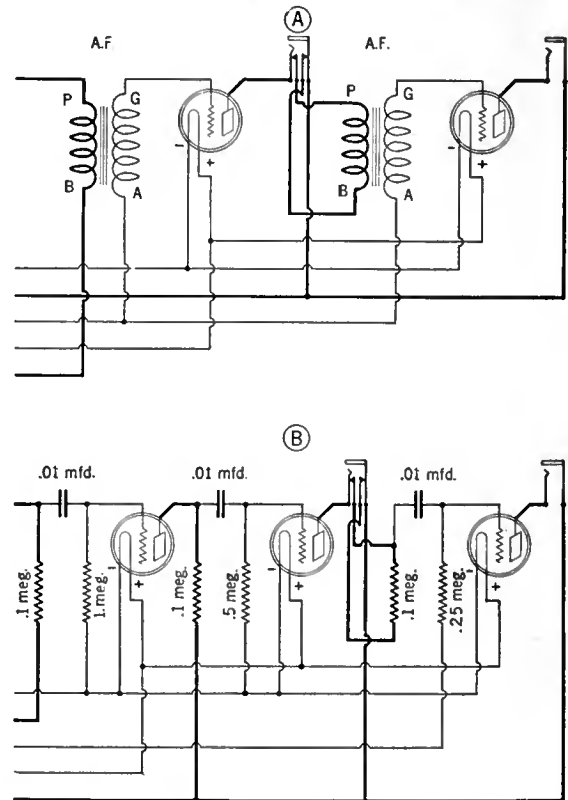 A
A.F.
A.F.
P
G
P
G
-
+
-
+
B
A
B
A
B
.01 mfd.
.01 mfd.
.01 mfd.
.1 meg.
1. meg.
-
+
.1 meg.
.5 meg.
-
+
.1 meg.
.25 meg.
-
+